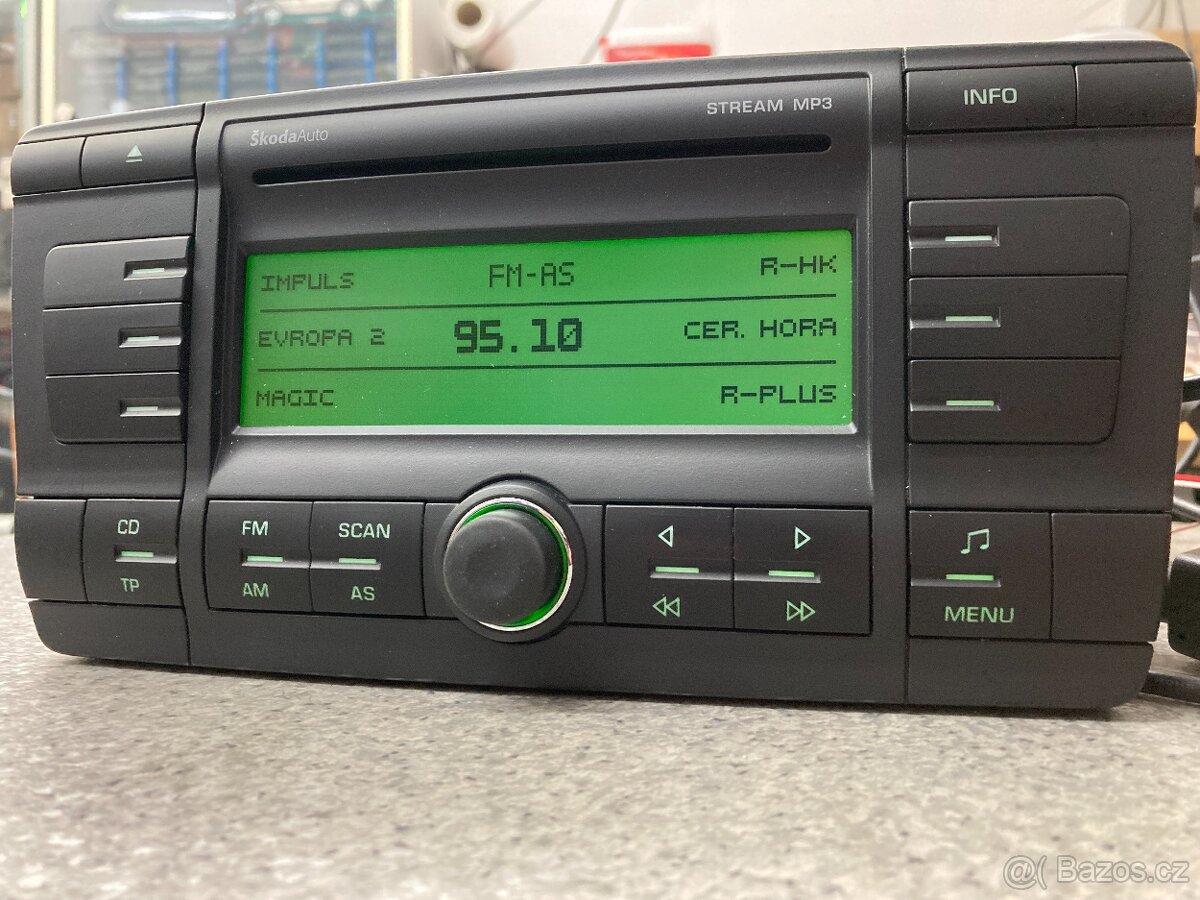 STREAM MP3
INFO
ŠkodaAuto
IMPULS FM-AS R-HK
EVROPA 2 95.10 CER. HORA
MAGIC R-PLUS
CD FM SCAN
TP AM AS MENU
@( Bazos.cz